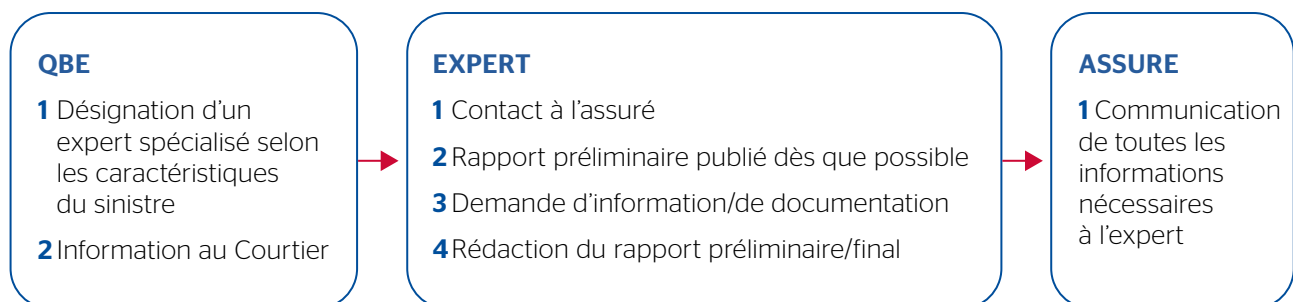 QBE
1 Désignation d'un
expert spécialisé selon
les caractéristiques
du sinistre
2 Information au Courtier
EXPERT
1 Contact à l'assuré
2 Rapport préliminaire publié dès que possible
3 Demande d'information/de documentation
4 Rédaction du rapport préliminaire/final
ASSURE
1 Communication
de toutes les
informations
nécessaires
à l'expert